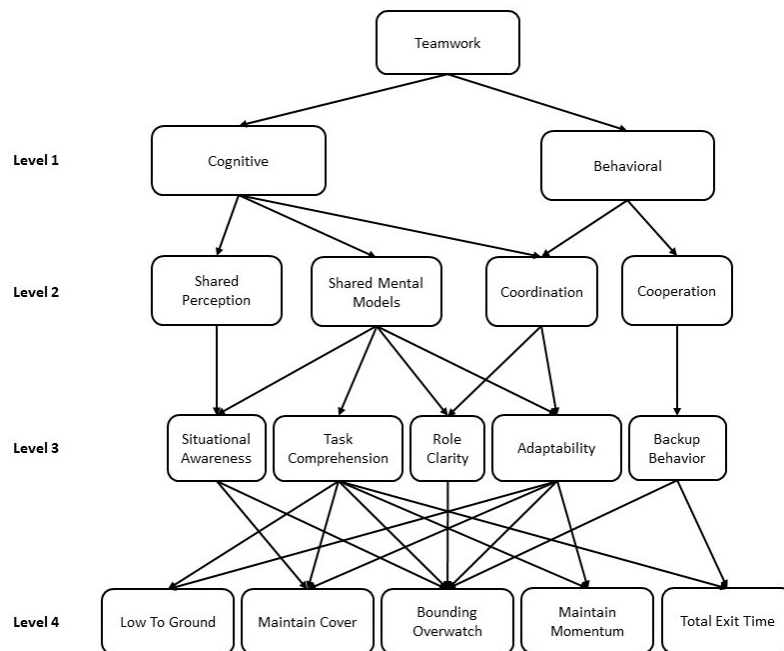 Teamwork
Level 1
Cognitive
Behavioral
Level 2
Shared
Perception
Shared Mental
Models
Coordination
Cooperation
Level 3
Situational
Awareness
Task
Comprehension
Role
Clarity
Adaptability
Backup
Behavior
Level 4
Low To Ground
Maintain Cover
Bounding
Overwatch
Maintain
Momentum
Total Exit Time